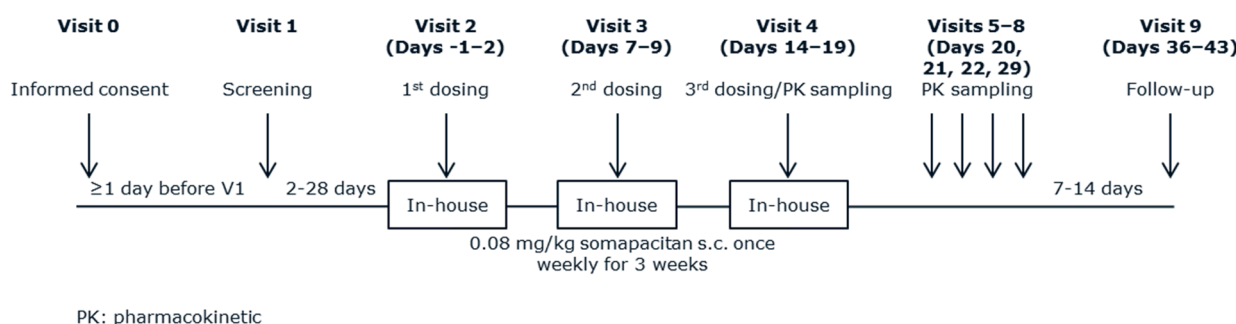 Visit 0
Informed consent
≥1 day before V1
Visit 1
Screening
2-28 days
Visit 2
(Days -1–2)
1st dosing
In-house
Visit 3
(Days 7–9)
2nd dosing
In-house
Visit 4
(Days 14–19)
3rd dosing/PK sampling
In-house
0.08 mg/kg somapacitan s.c. once
weekly for 3 weeks
Visits 5–8
(Days 20,
21, 22, 29)
PK sampling
7-14 days
Visit 9
(Days 36–43)
Follow-up
PK: pharmacokinetic